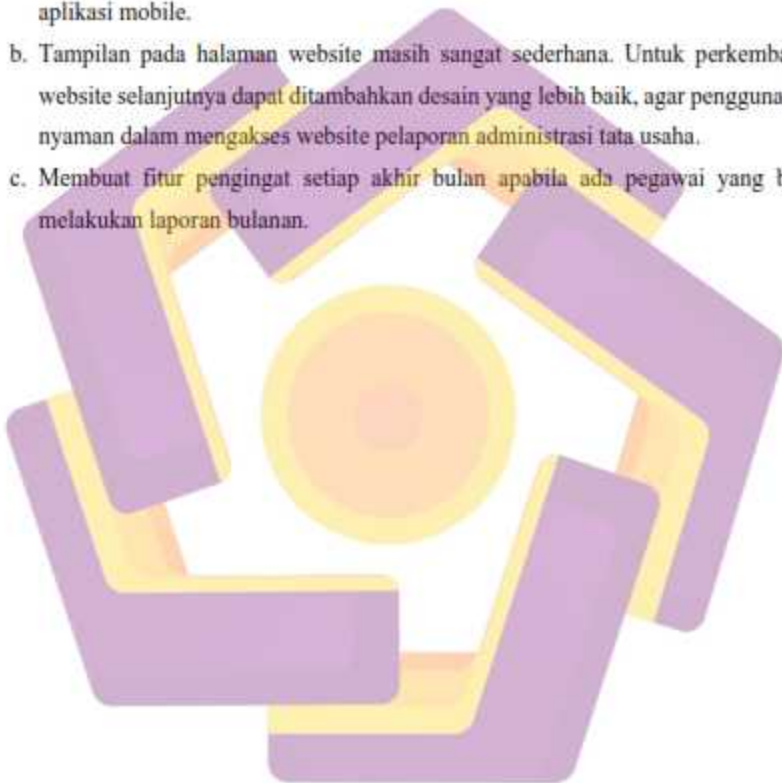 aplikasi mobile.
b. Tampilan pada halaman website masih sangat sederhana. Untuk
website selanjutnya dapat ditambahkan desain yang lebih baik, agar pengguna
nyaman dalam mengakses website pelaporan administrasi tata usaha.
c. Membuat fitur pengingat setiap akhir bulan apabila ada pegawai yang
melakukan laporan bulanan.